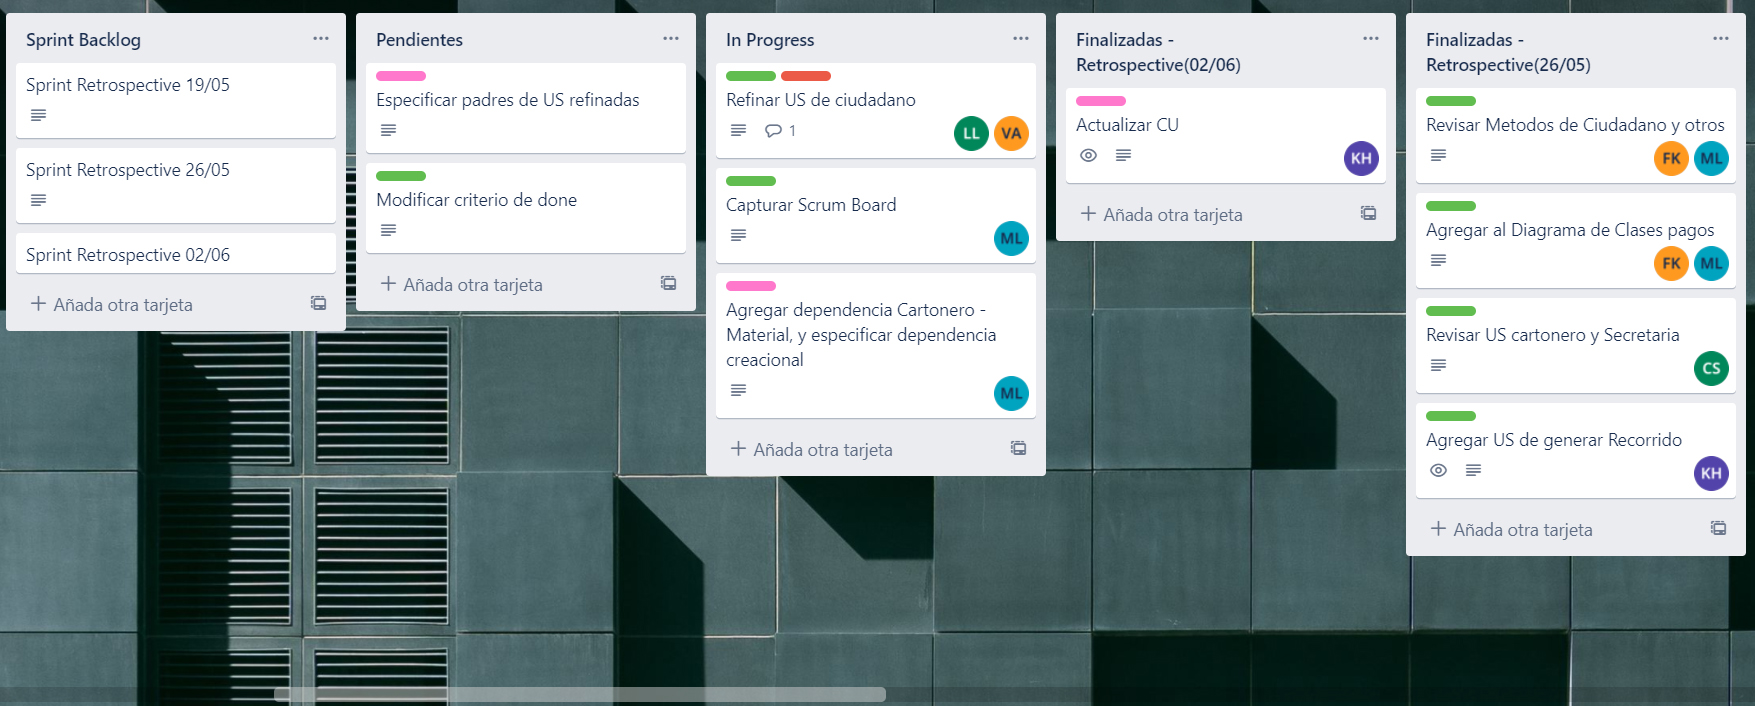 Sprint Backlog
Sprint Retrospective 19/05
Sprint Retrospective 26/05
Sprint Retrospective 02/06
Añada otra tarjeta
Pendientes
Especificar padres de US refinadas
Modificar criterio de done
Añada otra tarjeta
In Progress
Refinar US de ciudadano
1
LL VA
Capturar Scrum Board
ML
Agregar dependencia Cartonero -
Material, y especificar dependencia
creacional
ML
Añada otra tarjeta
Finalizadas -
Retrospective(02/06)
Actualizar CU
KH
Añada otra tarjeta
Finalizadas -
Retrospective(26/05)
Revisar Metodos de Ciudadano y otros
FK ML
Agregar al Diagrama de Clases pagos
FK ML
Revisar US cartonero y Secretaria
CS
Agregar US de generar Recorrido
KH
Añada otra tarjeta